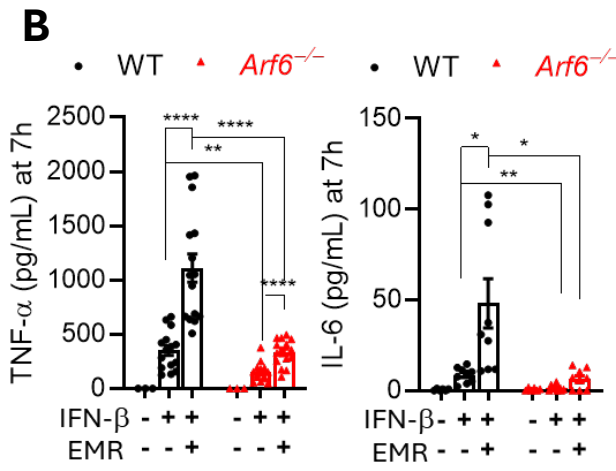 B
• WT ▲ Arf6⁻/⁻ • WT ▲ Arf6⁻/⁻
TNF-α (pg/mL) at 7h
2500
2000
1500
1000
500
0
****
****
**
****
IFN-β - + + - + +
EMR - - + - - +
IL-6 (pg/mL) at 7h
150
100
50
0
*
*
**
IFN-β - + + - + +
EMR - - + - - +